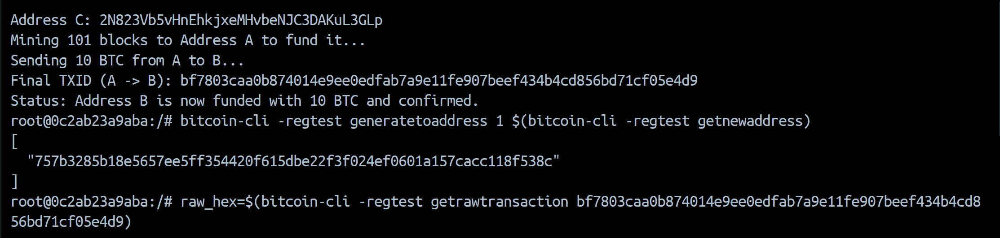 Address C: 2N823Vb5vHnEhkjxeMHvbeNJC3DAKuL3GLp
Mining 101 blocks to Address A to fund it...
Sending 10 BTC from A to B...
Final TXID (A -> B): bf7803caa0b874014e9ee0edfab7a9e11fe907beef434b4cd856bd71cf05e4d9
Status: Address B is now funded with 10 BTC and confirmed.
root@0c2ab23a9aba:/# bitcoin-cli -regtest generatetoaddress 1 $(bitcoin-cli -regtest getnewaddress)
[
  "757b3285b18e5657ee5ff354420f615dbe22f3f024ef0601a157cacc118f538c"
]
root@0c2ab23a9aba:/# raw_hex=$(bitcoin-cli -regtest getrawtransaction bf7803caa0b874014e9ee0edfab7a9e11fe907beef434b4cd8
56bd71cf05e4d9)